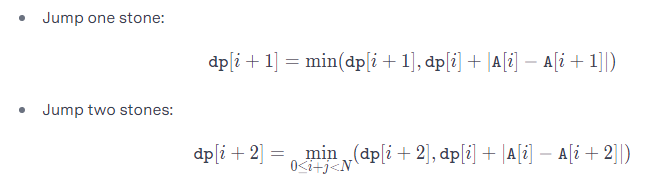 • Jump one stone:
dp[i + 1] = min(dp[i + 1], dp[i] + |A[i] − A[i + 1]|)
• Jump two stones:
dp[i + 2] = min(dp[i + 2], dp[i] + |A[i] − A[i + 2]|)
0≤i+j<N